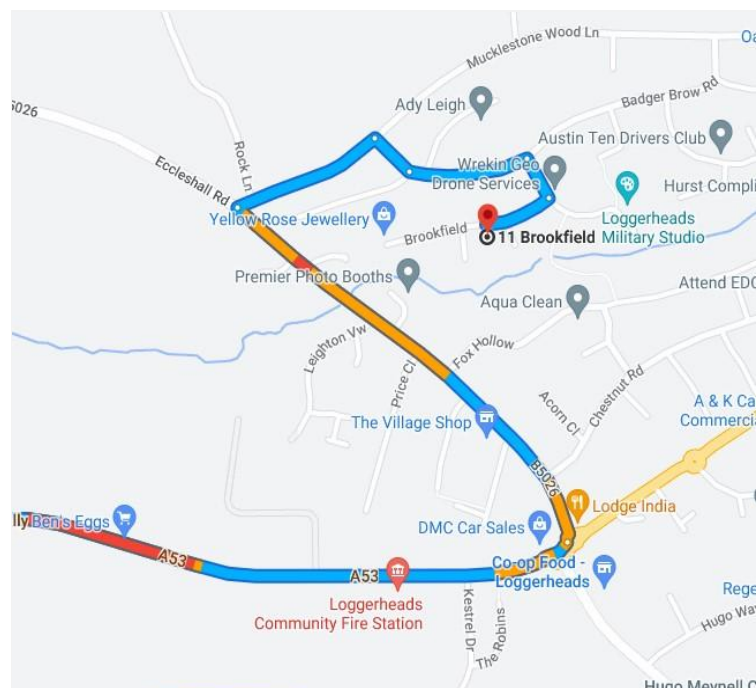 Mucklestone Wood Ln
Oa
5026
Ady Leigh
Badger Brow Rd
Eccleshall Rd
Rock Ln
Austin Ten Drivers Club
Wrekin Geo
Drone Services
Hurst Compli
Yellow Rose Jewellery
Brookfield
11 Brookfield
Loggerheads
Military Studio
Premier Photo Booths
Aqua Clean
Attend EDC
Leighton Vw
Price Cl
Fox Hollow
Chestnut Rd
Acorn Cl
A & K Ca
Commercia
The Village Shop
B5026
Lodge India
lly Ben's Eggs
A53
DMC Car Sales
A53
Co-op Food -
Loggerheads
Loggerheads
Community Fire Station
Kestrel Dr
The Robins
Rege
Hugo Way
Hugo Meynell C